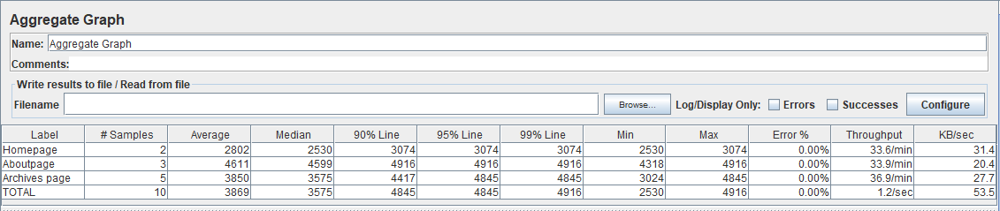 Aggregate Graph
Name: Aggregate Graph
Comments:
Write results to file / Read from file
Filename Browse... Log/Display Only: Errors Successes Configure
Label # Samples Average Median 90% Line 95% Line 99% Line Min Max Error % Throughput KB/sec
Homepage 2 2802 2530 3074 3074 3074 2530 3074 0.00% 33.6/min 31.4
Aboutpage 3 4611 4599 4916 4916 4916 4318 4916 0.00% 33.9/min 20.4
Archives page 5 3850 3575 4417 4845 4845 3024 4845 0.00% 36.9/min 27.7
TOTAL 10 3869 3575 4845 4845 4916 2530 4916 0.00% 1.2/sec 53.5